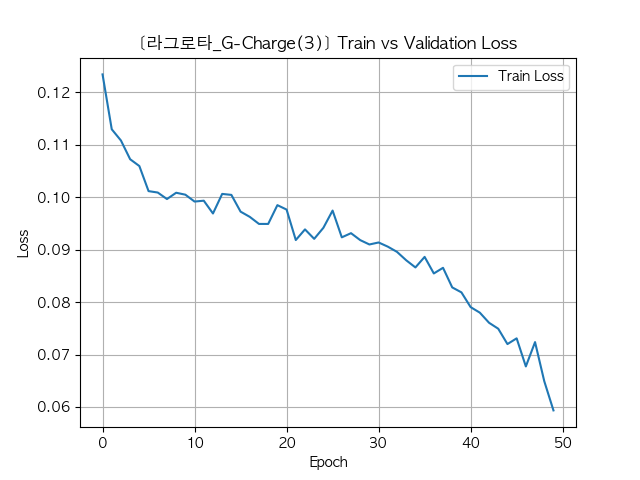 [라그로타_G-Charge(3)] Train vs Validation Loss
Train Loss
0.12
0.11
0.10
0.09
0.08
0.07
0.06
Loss
0 10 20 30 40 50
Epoch